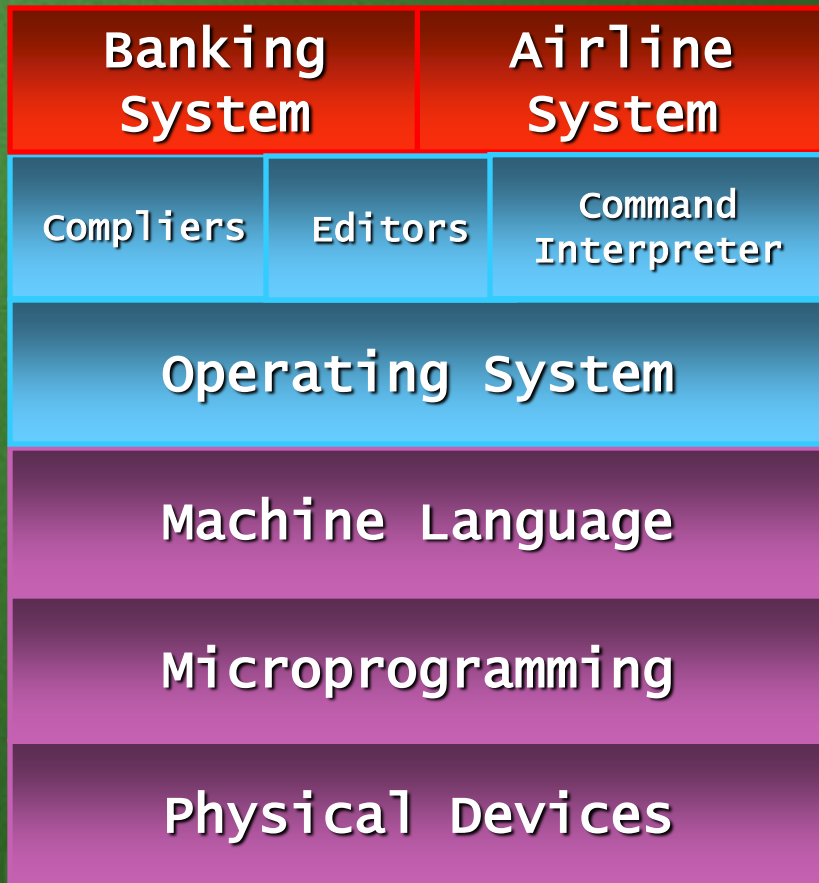 Banking
System
Airline
System
Compliers
Editors
Command
Interpreter
Operating System
Machine Language
Microprogramming
Physical Devices